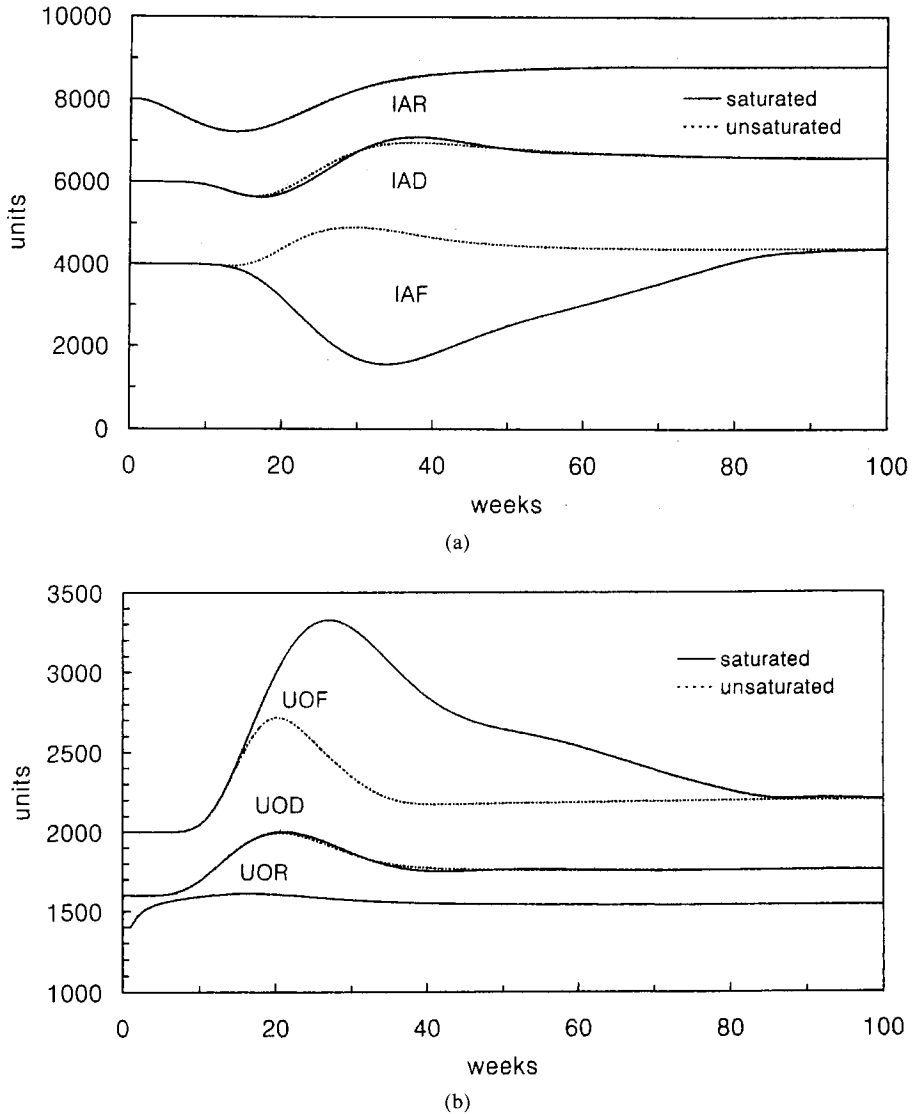 10000
8000
6000
4000
2000
0
units
IAR
IAD
IAF
saturated
unsaturated
0 20 40 60 80 100
weeks
(a)
3500
3000
2500
2000
1500
1000
units
UOF
UOD
UOR
saturated
unsaturated
0 20 40 60 80 100
weeks
(b)